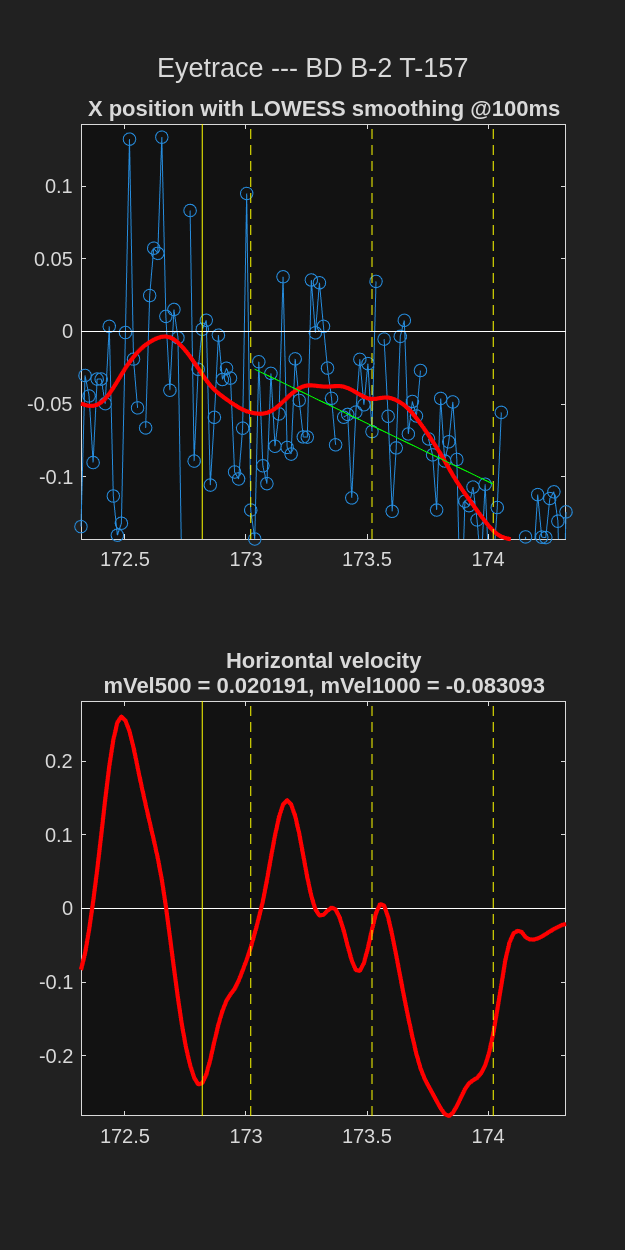 Eyetrace --- BD B-2 T-157
X position with LOWESS smoothing @100ms
0.1
0.05
0
-0.05
-0.1
172.5 173 173.5 174
Horizontal velocity
mVel500 = 0.020191, mVel1000 = -0.083093
0.2
0.1
0
-0.1
-0.2
172.5 173 173.5 174